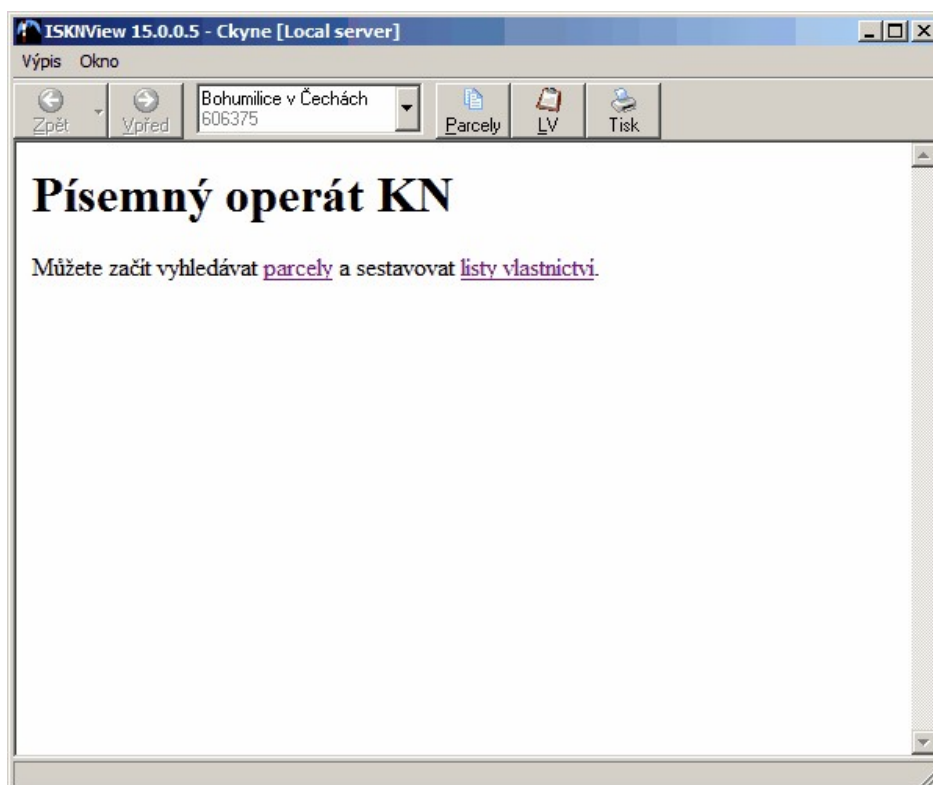 ISKNView 15.0.0.5 - Ckyne [Local server]
Výpis Okno
Zpět Vpřed Bohumilice v Čechách Parcely LV Tisk
606375
Písemný operát KN
Můžete začít vyhledávat parcely a sestavovat listy vlastnictví.